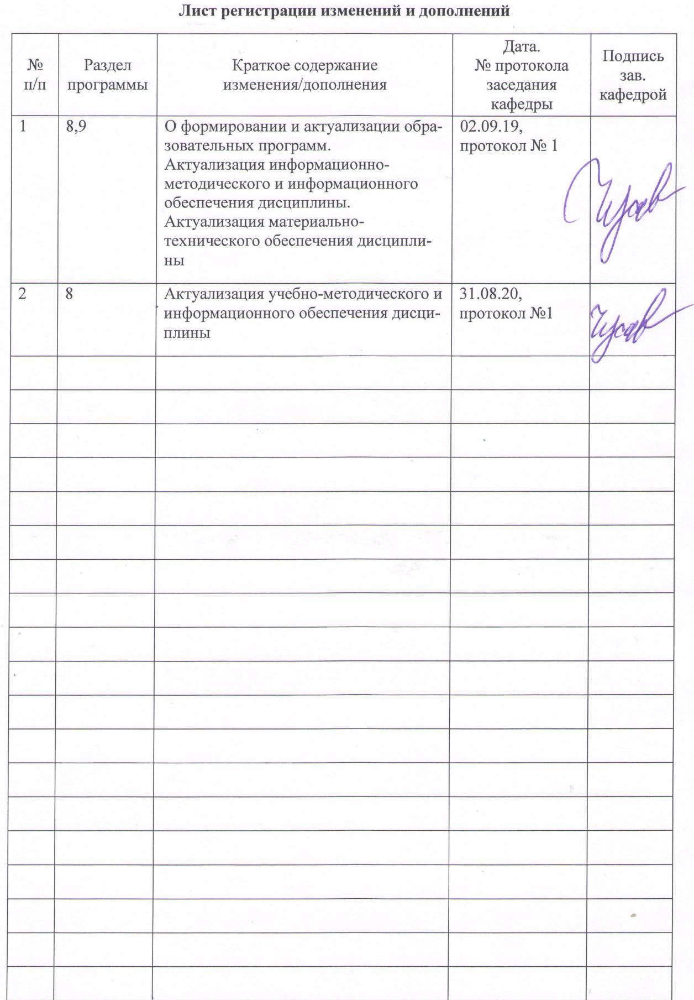 Лист регистрации изменений и дополнений
№
п/п
Раздел
программы
Краткое содержание
изменения/дополнения
Дата.
№ протокола
заседания
кафедры
Подпись
зав.
кафедрой
1
8,9
О формировании и актуализации обра-
зовательных программ.
Актуализация информационно-
методического и информационного
обеспечения дисциплины.
Актуализация материально-
технического обеспечения дисципли-
ны
02.09.19,
протокол № 1
2
8
Актуализация учебно-методического и
информационного обеспечения дисци-
плины
31.08.20,
протокол №1